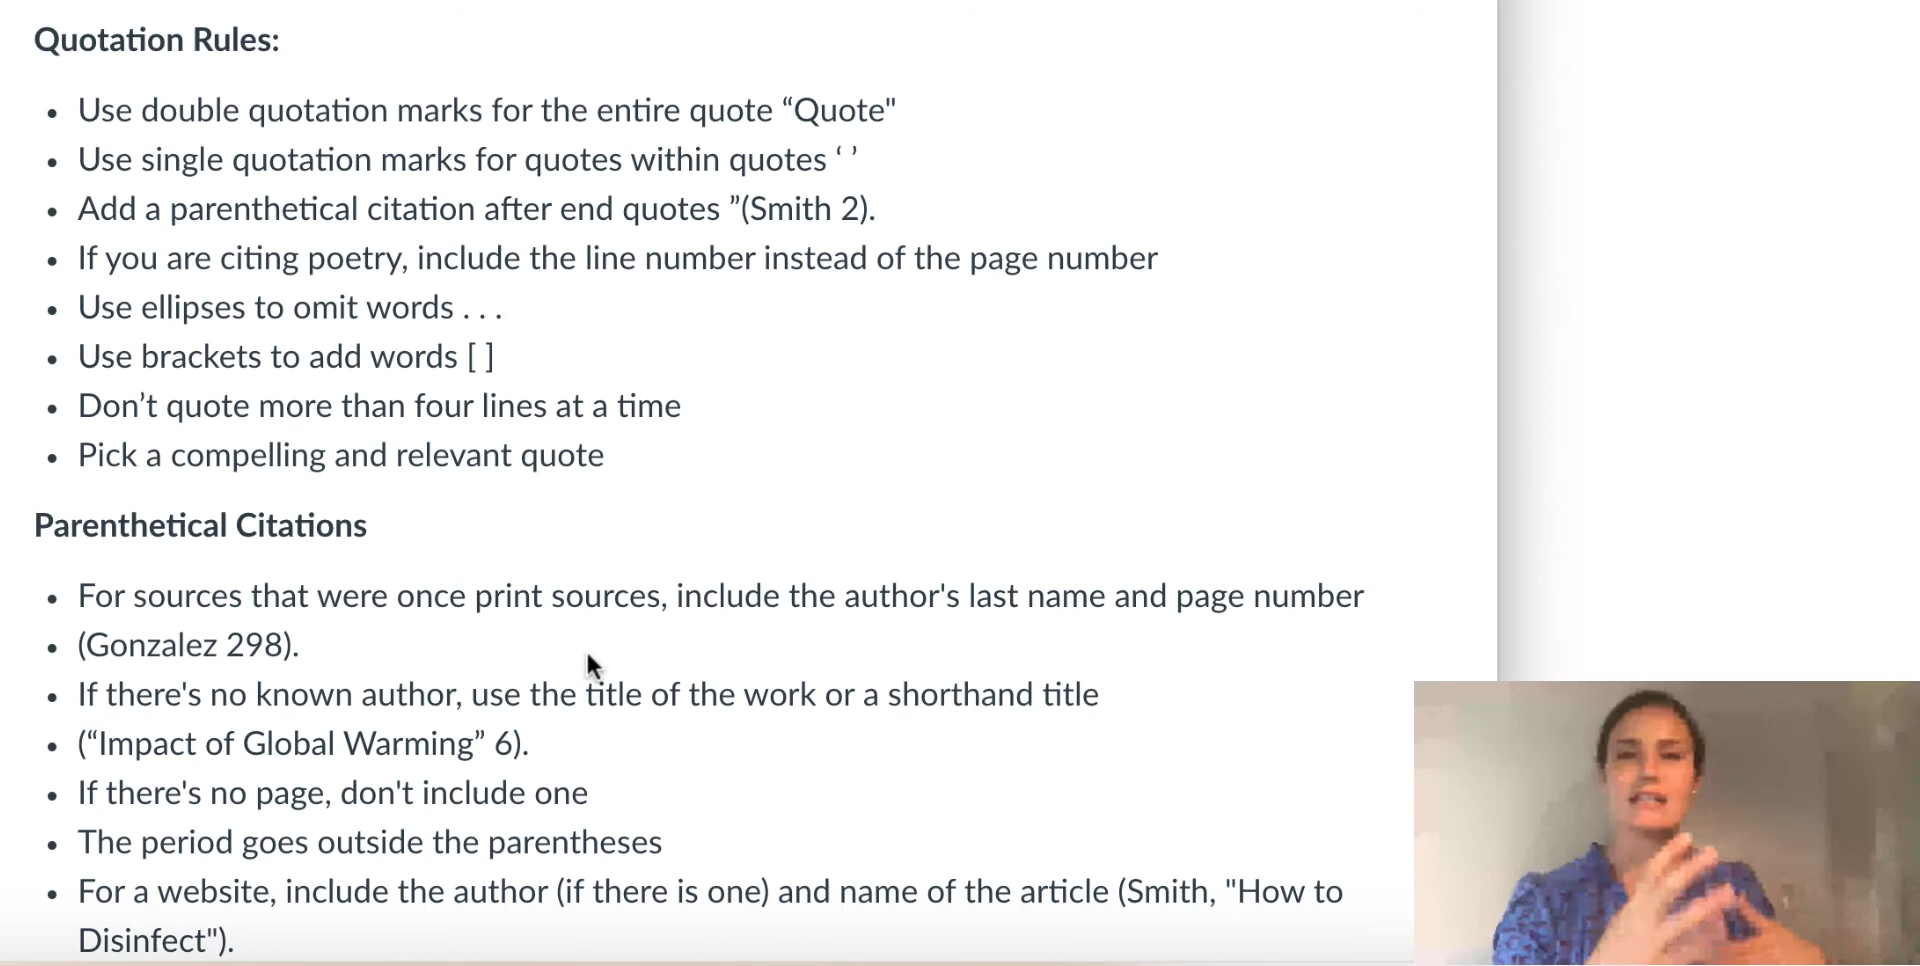 Quotation Rules:
• Use double quotation marks for the entire quote “Quote"
• Use single quotation marks for quotes within quotes ‘ ’
• Add a parenthetical citation after end quotes ”(Smith 2).
• If you are citing poetry, include the line number instead of the page number
• Use ellipses to omit words . . .
• Use brackets to add words [ ]
• Don’t quote more than four lines at a time
• Pick a compelling and relevant quote
Parenthetical Citations
• For sources that were once print sources, include the author's last name and page number
• (Gonzalez 298).
• If there's no known author, use the title of the work or a shorthand title
• (“Impact of Global Warming” 6).
• If there's no page, don't include one
• The period goes outside the parentheses
• For a website, include the author (if there is one) and name of the article (Smith, "How to
Disinfect").